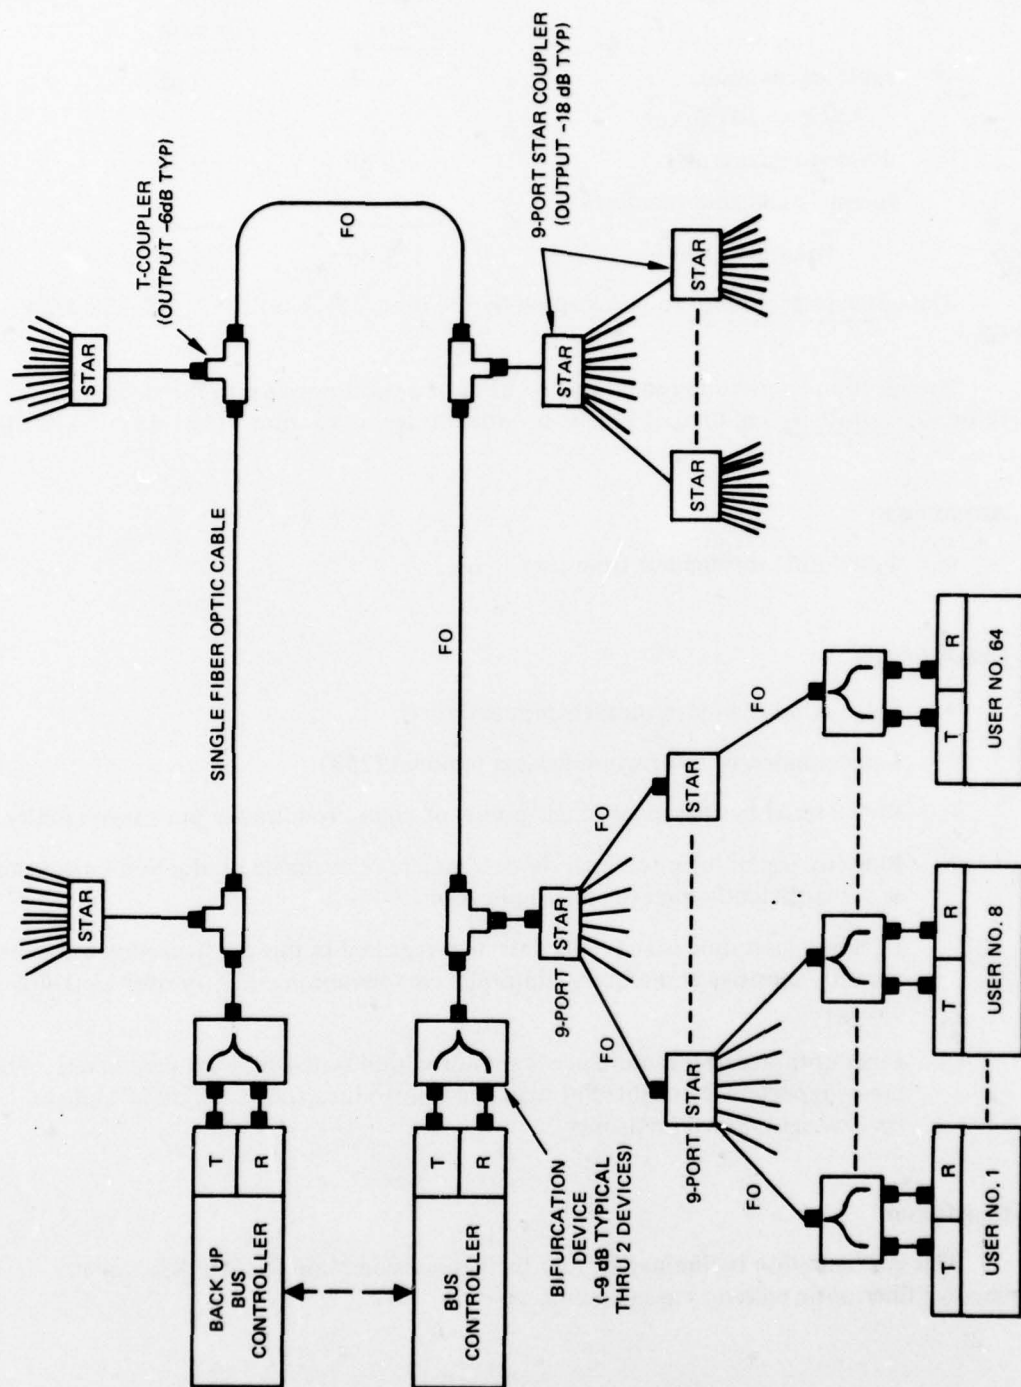 STAR
T-COUPLER
(OUTPUT -6dB TYP)
STAR
SINGLE FIBER OPTIC CABLE
FO
BACK UP
BUS
CONTROLLER
T
R
FO
BUS
CONTROLLER
T
R
9-PORT STAR COUPLER
(OUTPUT -18 dB TYP)
STAR
STAR
STAR
BIFURCATION
DEVICE
(-9 dB TYPICAL
THRU 2 DEVICES)
9-PORT
STAR
FO
FO
9-PORT
STAR
STAR
FO
FO
T
R
USER NO. 1
T
R
USER NO. 8
T
R
USER NO. 64